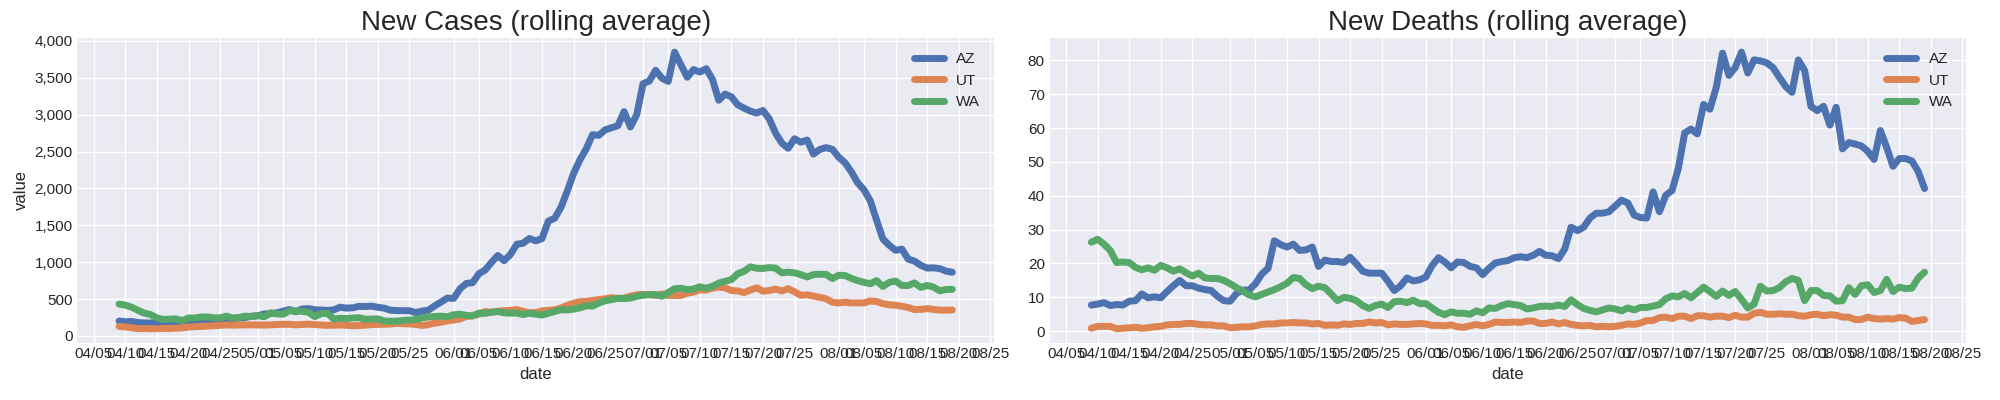 New Cases (rolling average)
4,000
3,500
3,000
2,500
2,000
1,500
1,000
500
0
value
AZ
UT
WA
04/05 04/10 04/15 04/20 04/25 05/01 05/05 05/10 05/15 05/20 05/25 06/01 06/05 06/10 06/15 06/20 06/25 07/01 07/05 07/10 07/15 07/20 07/25 08/01 08/05 08/10 08/15 08/20 08/25
date
New Deaths (rolling average)
80
70
60
50
40
30
20
10
0
AZ
UT
WA
04/05 04/10 04/15 04/20 04/25 05/01 05/05 05/10 05/15 05/20 05/25 06/01 06/05 06/10 06/15 06/20 06/25 07/01 07/05 07/10 07/15 07/20 07/25 08/01 08/05 08/10 08/15 08/20 08/25
date